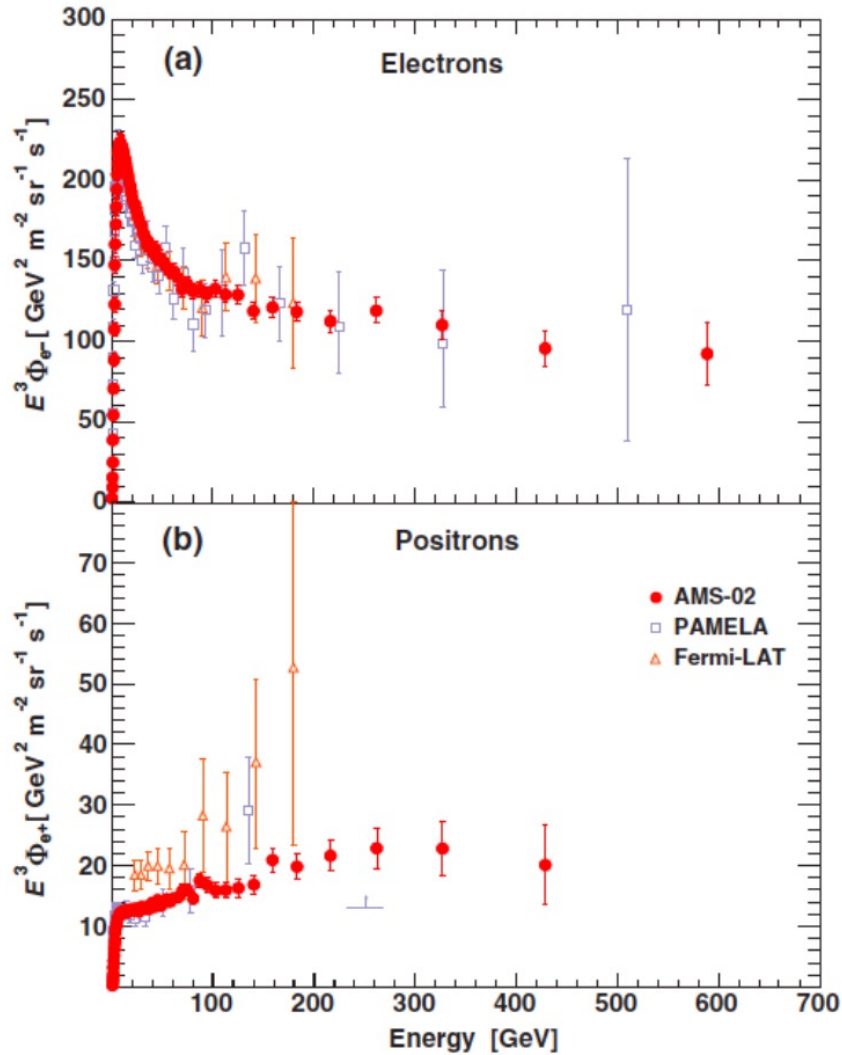 300
(a)
Electrons
250
200
150
100
50
0
E³Φe−[ GeV² m⁻² sr⁻¹ s⁻¹]
(b)
Positrons
70
60
50
40
30
20
10
E³Φe+[ GeV² m⁻² sr⁻¹ s⁻¹]
AMS-02
PAMELA
Fermi-LAT
100 200 300 400 500 600 700
Energy [GeV]